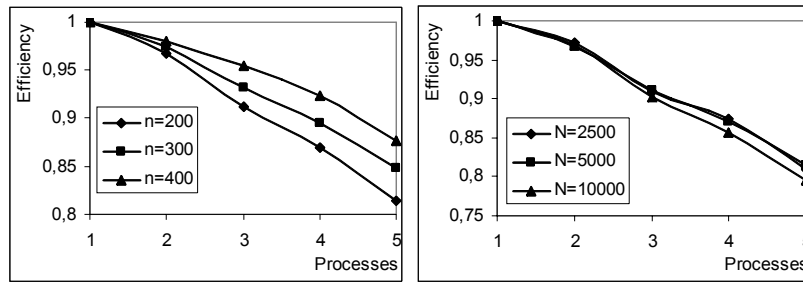 Efficiency
1
0,95
0,9
0,85
0,8
n=200
n=300
n=400
1 2 3 4 5
Processes
Efficiency
1
0,95
0,9
0,85
0,8
0,75
N=2500
N=5000
N=10000
1 2 3 4
Processes